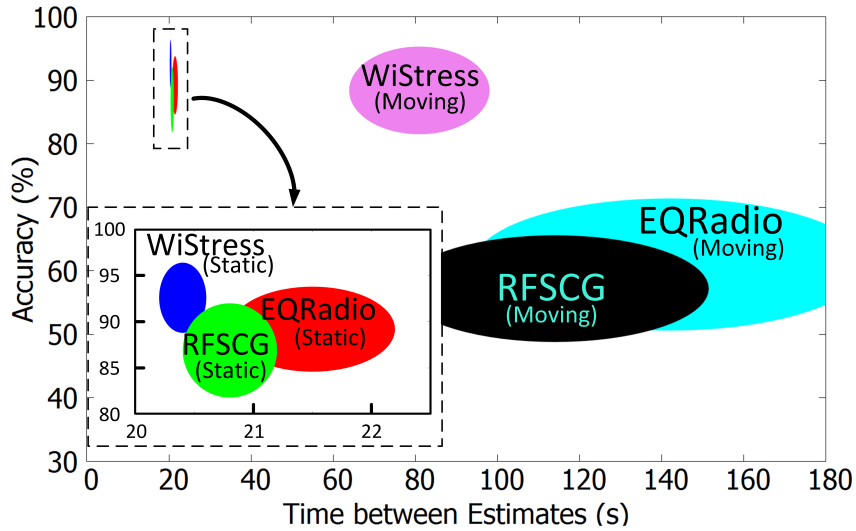 100
90
80
70
60
50
40
30
Accuracy (%)
WiStress
(Moving)
EQRadio
(Moving)
RFSCG
(Moving)
100
95
90
85
80
WiStress
(Static)
EQRadio
(Static)
RFSCG
(Static)
20 21 22
0 20 40 60 80 100 120 140 160 180
Time between Estimates (s)